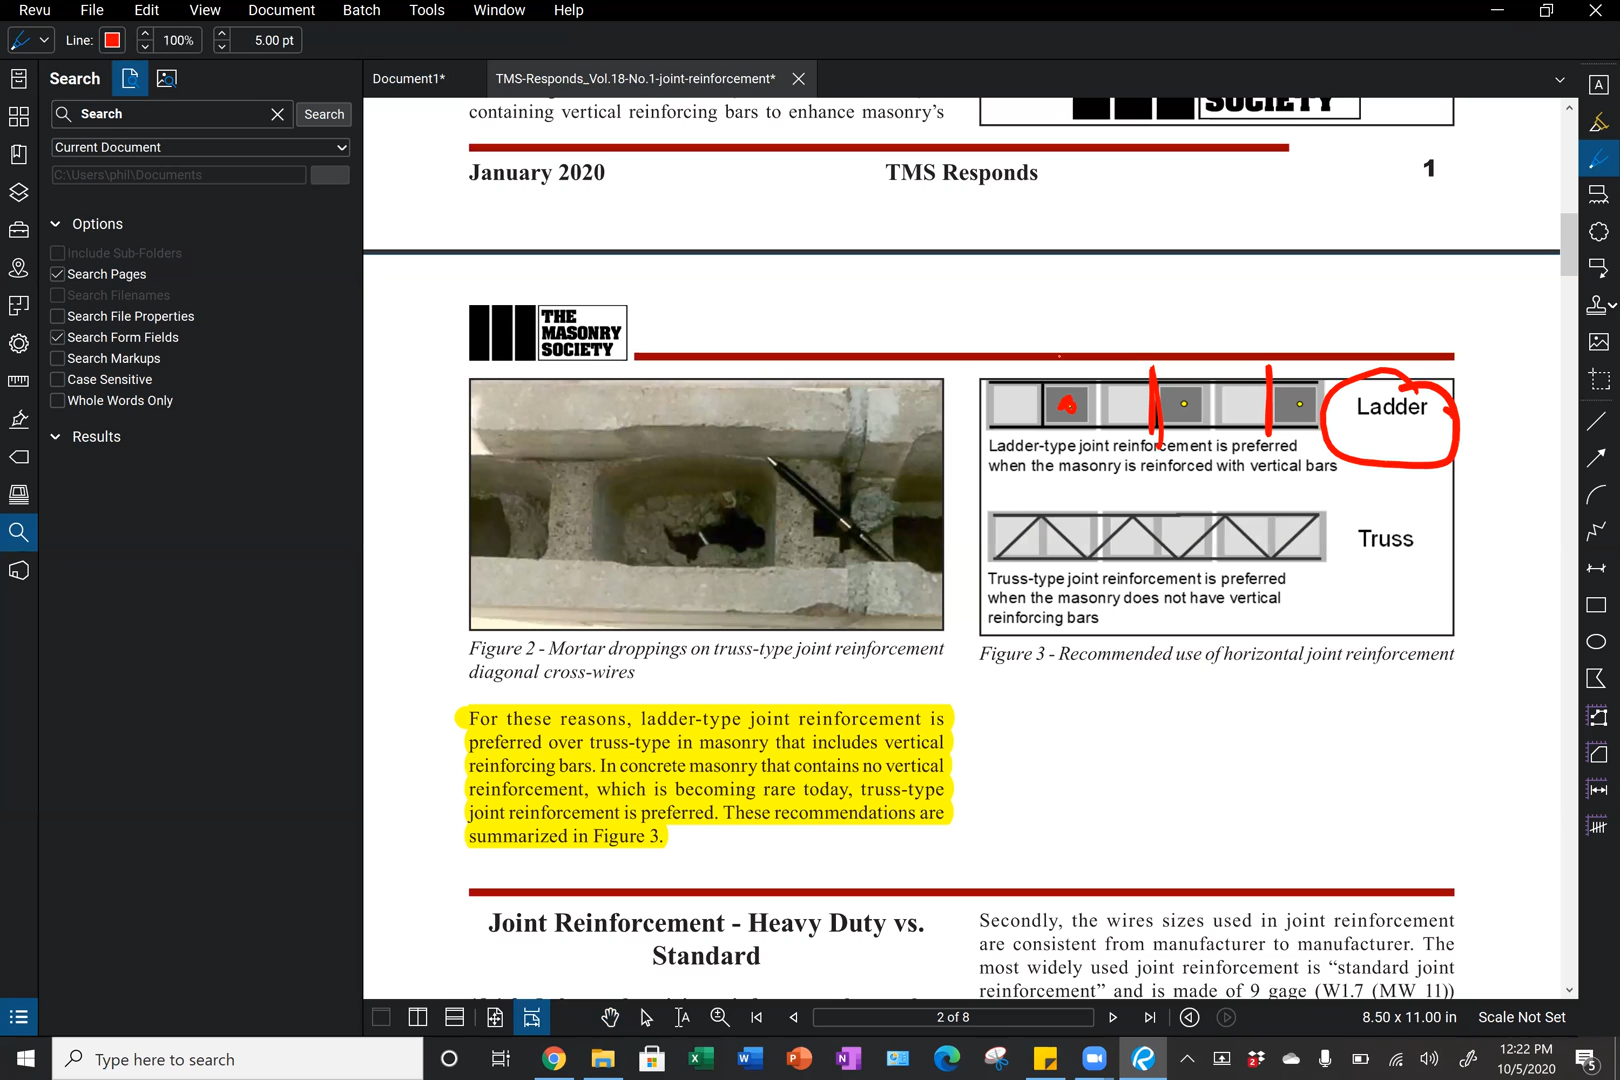 Revu File Edit View Document Batch Tools Window Help
Line: 100% 5.00 pt
Search
Document1* TMS-Responds_Vol.18-No.1-joint-reinforcement*
Search Search
Current Document
C:\Users\phil\Documents
Options
Include Sub-Folders
Search Pages
Search Filenames
Search File Properties
Search Form Fields
Search Markups
Case Sensitive
Whole Words Only
Results
containing vertical reinforcing bars to enhance masonry's
SOCIETY
January 2020 TMS Responds 1
THE
MASONRY
SOCIETY
Ladder
Ladder-type joint reinforcement is preferred
when the masonry is reinforced with vertical bars
Truss
Truss-type joint reinforcement is preferred
when the masonry does not have vertical
reinforcing bars
Figure 2 - Mortar droppings on truss-type joint reinforcement
diagonal cross-wires
Figure 3 - Recommended use of horizontal joint reinforcement
For these reasons, ladder-type joint reinforcement is
preferred over truss-type in masonry that includes vertical
reinforcing bars. In concrete masonry that contains no vertical
reinforcement, which is becoming rare today, truss-type
joint reinforcement is preferred. These recommendations are
summarized in Figure 3.
Joint Reinforcement - Heavy Duty vs.
Standard
Secondly, the wires sizes used in joint reinforcement
are consistent from manufacturer to manufacturer. The
most widely used joint reinforcement is “standard joint
reinforcement” and is made of 9 gage (W1.7 (MW 11))
2 of 8
8.50 x 11.00 in Scale Not Set
Type here to search
12:22 PM
10/5/2020
5